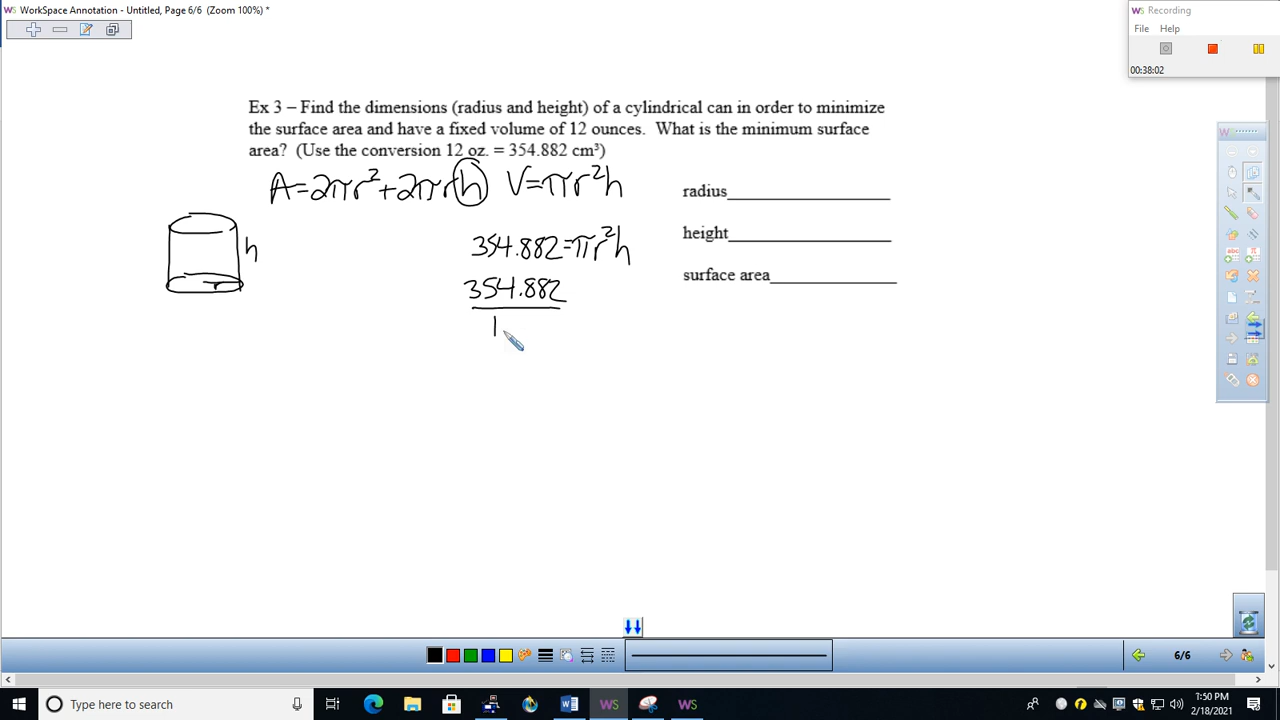 WorkSpace Annotation - Untitled, Page 6/6 (Zoom 100%) *
WS Recording
File Help
00:38:02
Ex 3 – Find the dimensions (radius and height) of a cylindrical can in order to minimize
the surface area and have a fixed volume of 12 ounces. What is the minimum surface
area? (Use the conversion 12 oz. = 354.882 cm³)
A=2πr²+2πrh V=πr²h
radius
height
surface area
h
r
354.882=πr²h
354.882
6/6
Type here to search
WS
WS
7:50 PM
2/18/2021